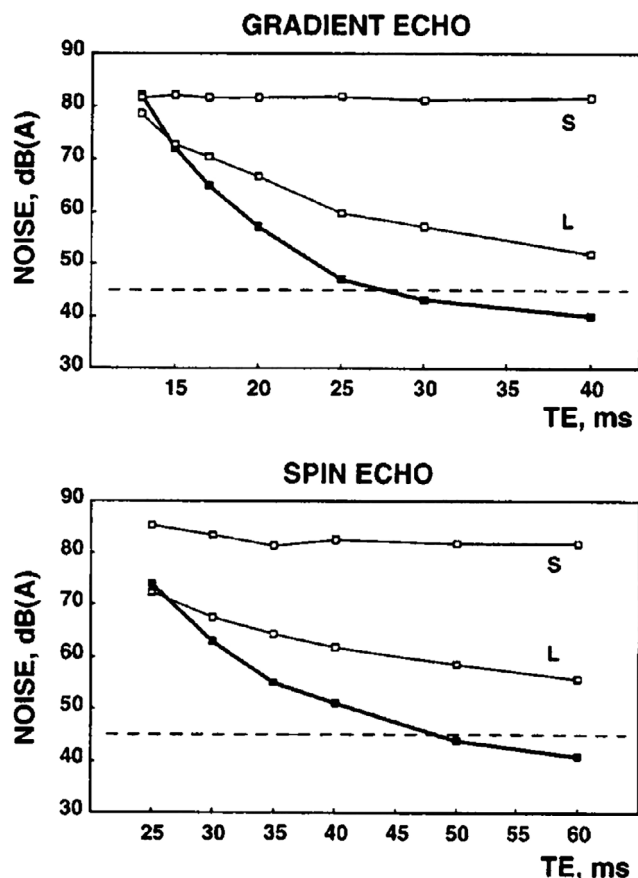 GRADIENT ECHO
NOISE, dB(A)
90
80
70
60
50
40
30
S
L
15 20 25 30 35 40
TE, ms
SPIN ECHO
NOISE, dB(A)
90
80
70
60
50
40
30
S
L
25 30 35 40 45 50 55 60
TE, ms